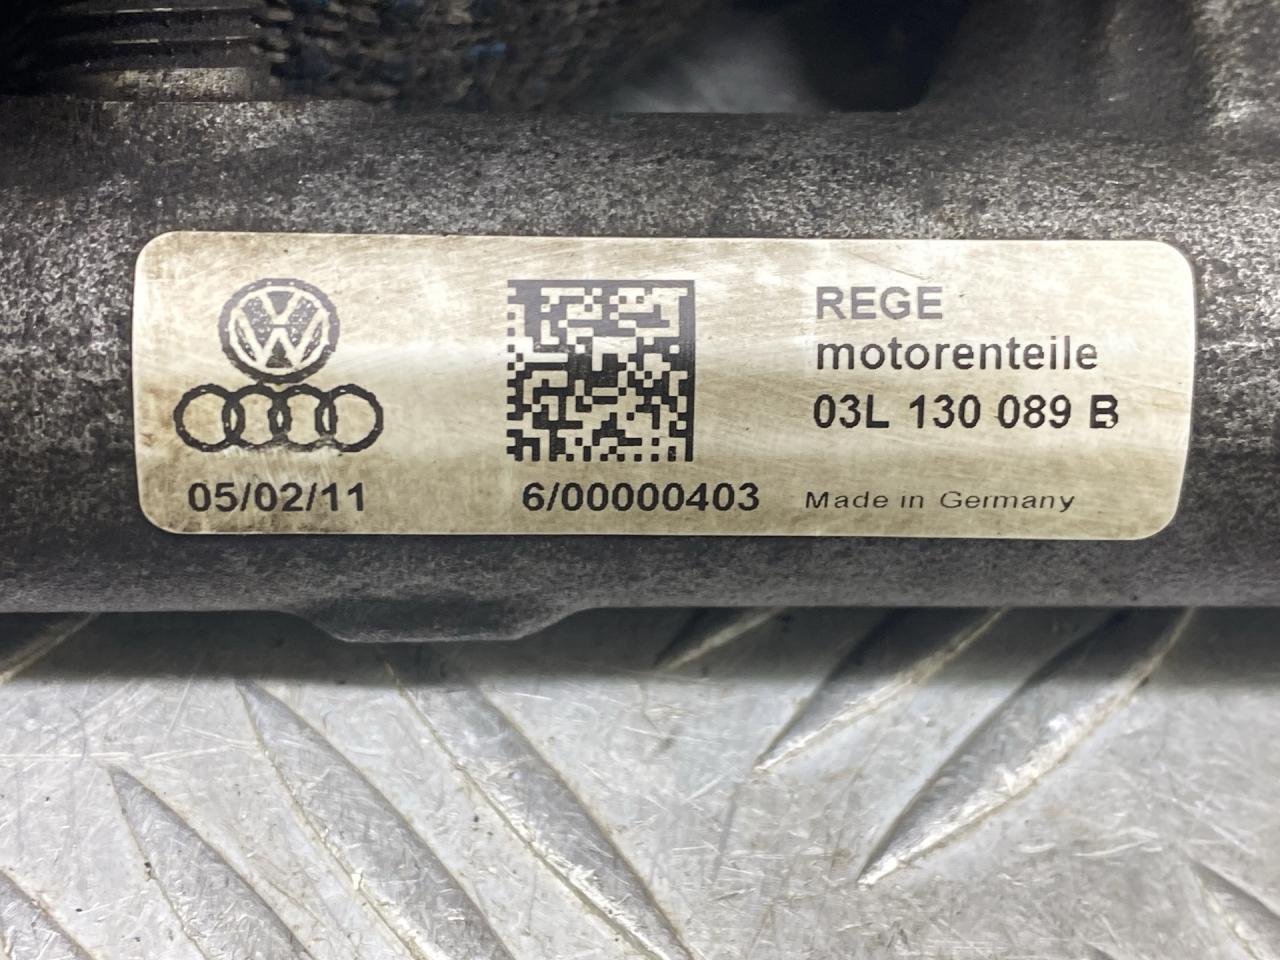 REGE
motorenteile
03L 130 089 B
05/02/11
6/00000403
Made in Germany